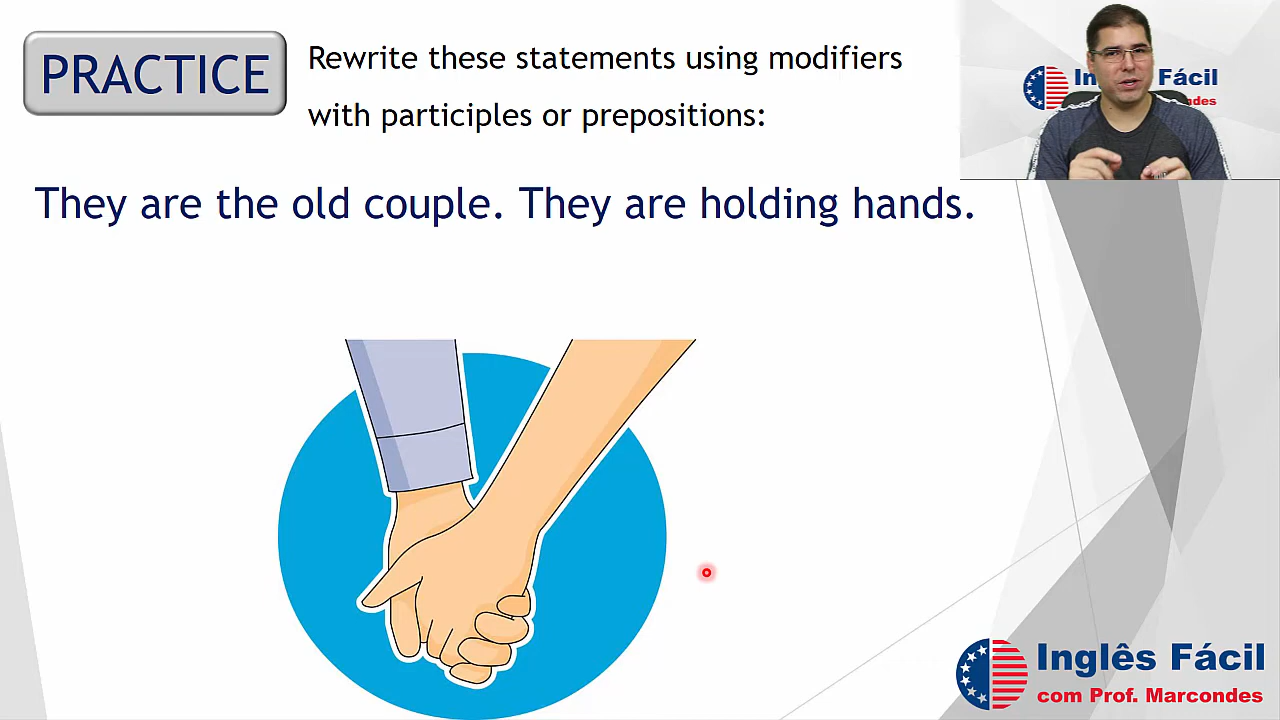 PRACTICE
Rewrite these statements using modifiers
with participles or prepositions:
They are the old couple. They are holding hands.
Fácil
Inglês Fácil
com Prof. Marcondes